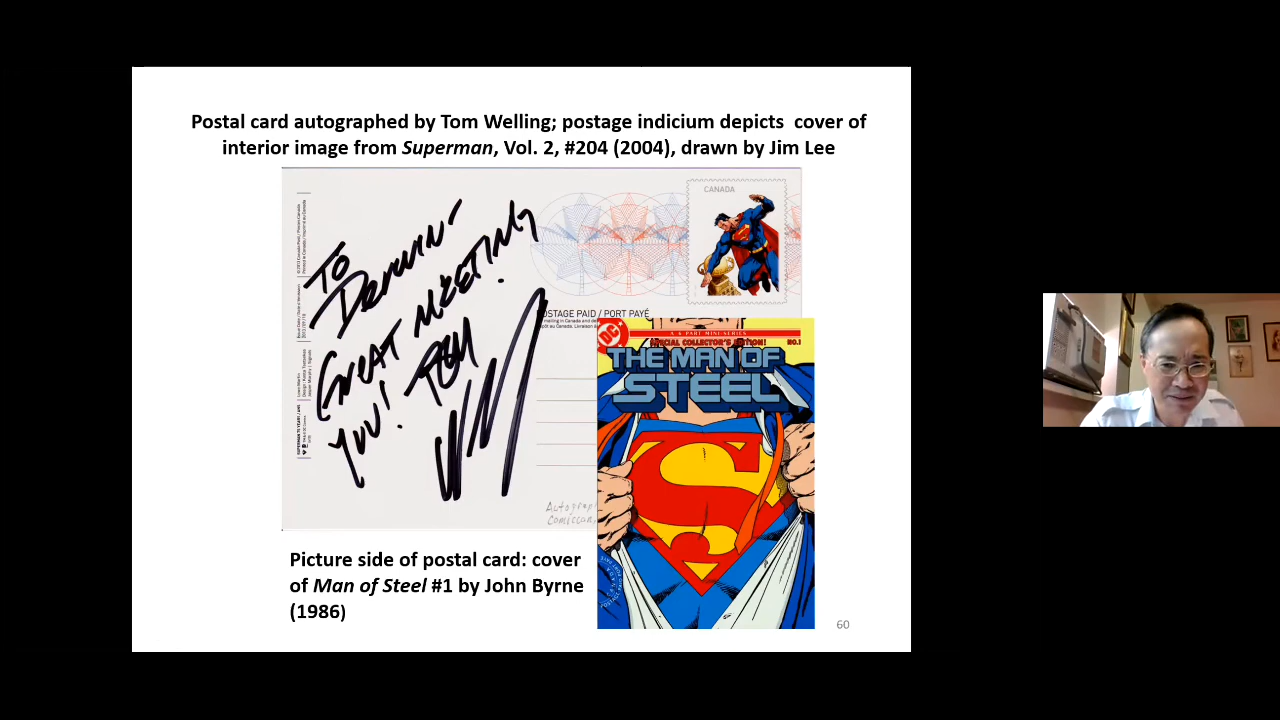 Postal card autographed by Tom Welling; postage indicium depicts cover of
interior image from Superman, Vol. 2, #204 (2004), drawn by Jim Lee
CANADA
TO
GREAT MEETING
YOU!
POSTAGE PAID / PORT PAYÉ
DC
A 6 PART MINI-SERIES
SPECIAL COLLECTOR'S EDITION!
NO.1
THE MAN OF
STEEL
S
Picture side of postal card: cover
of Man of Steel #1 by John Byrne
(1986)
60